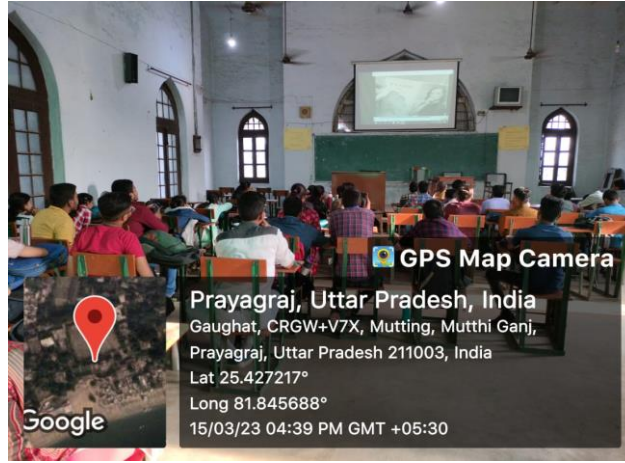 GPS Map Camera
Prayagraj, Uttar Pradesh, India
Gaughat, CRGW+V7X, Mutting, Mutthi Ganj,
Prayagraj, Uttar Pradesh 211003, India
Lat 25.427217°
Long 81.845688°
15/03/23 04:39 PM GMT +05:30
Google